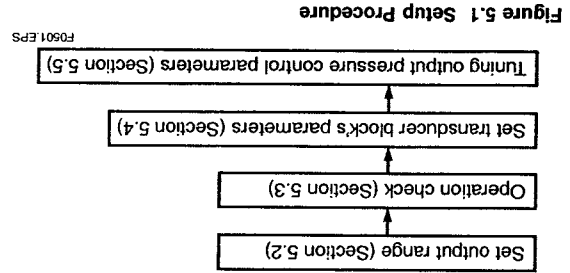 Set output range (Section 5.2)
Operation check (Section 5.3)
Set transducer block's parameters (Section 5.4)
Tuning output pressure control parameters (Section 5.5)
F0501.EPS
Figure 5.1 Setup Procedure